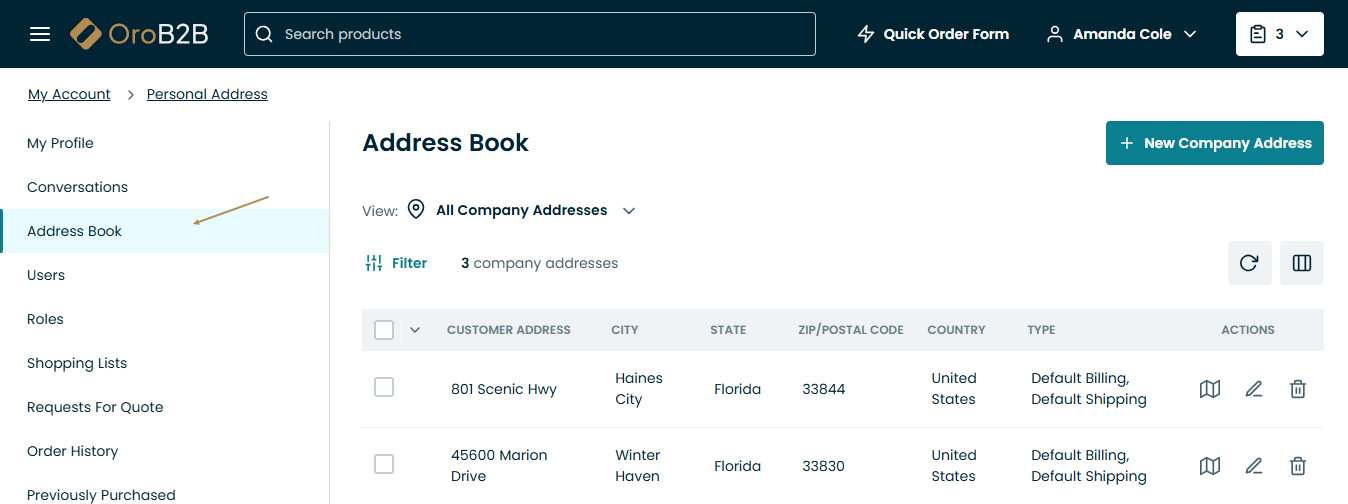 OroB2B
Search products
Quick Order Form
Amanda Cole
3
My Account > Personal Address
My Profile
Conversations
Address Book
Users
Roles
Shopping Lists
Requests For Quote
Order History
Previously Purchased
Address Book
+ New Company Address
View: All Company Addresses
Filter
3 company addresses
CUSTOMER ADDRESS CITY STATE ZIP/POSTAL CODE COUNTRY TYPE ACTIONS
801 Scenic Hwy
Haines
City
Florida
33844
United
States
Default Billing,
Default Shipping
45600 Marion
Drive
Winter
Haven
Florida
33830
United
States
Default Billing,
Default Shipping